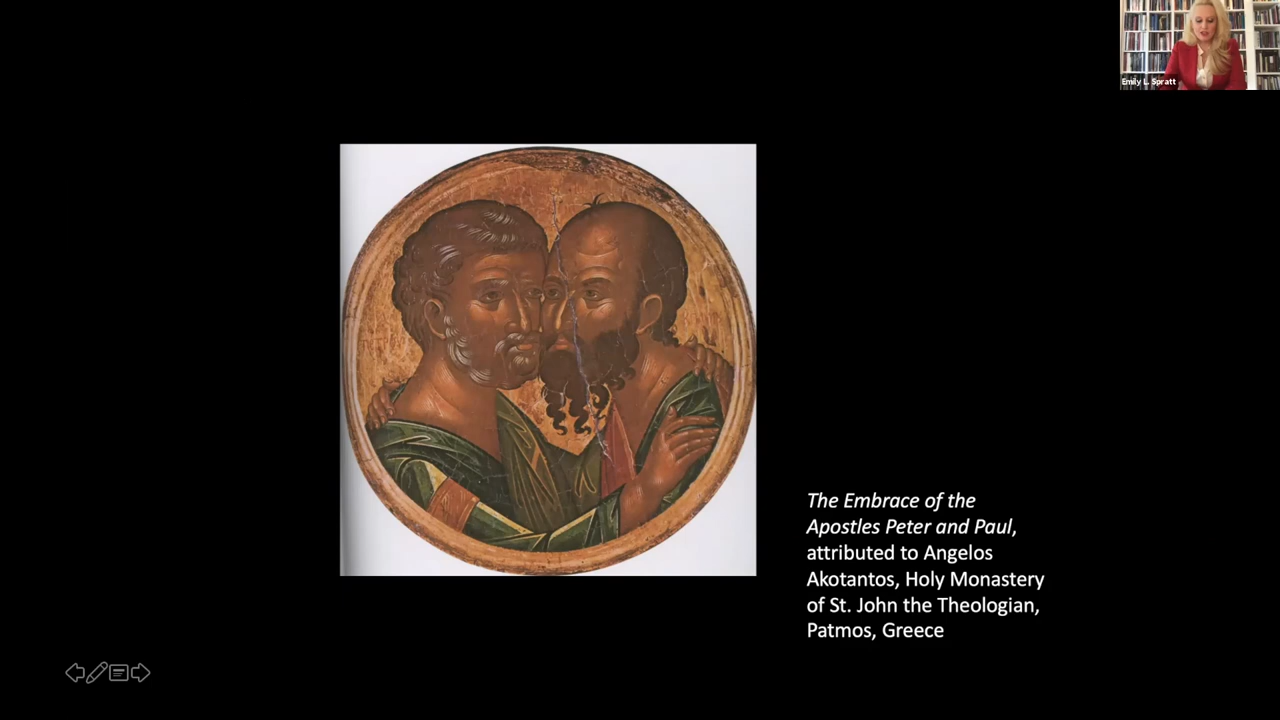 Emily L. Spratt
The Embrace of the
Apostles Peter and Paul,
attributed to Angelos
Akotantos, Holy Monastery
of St. John the Theologian,
Patmos, Greece